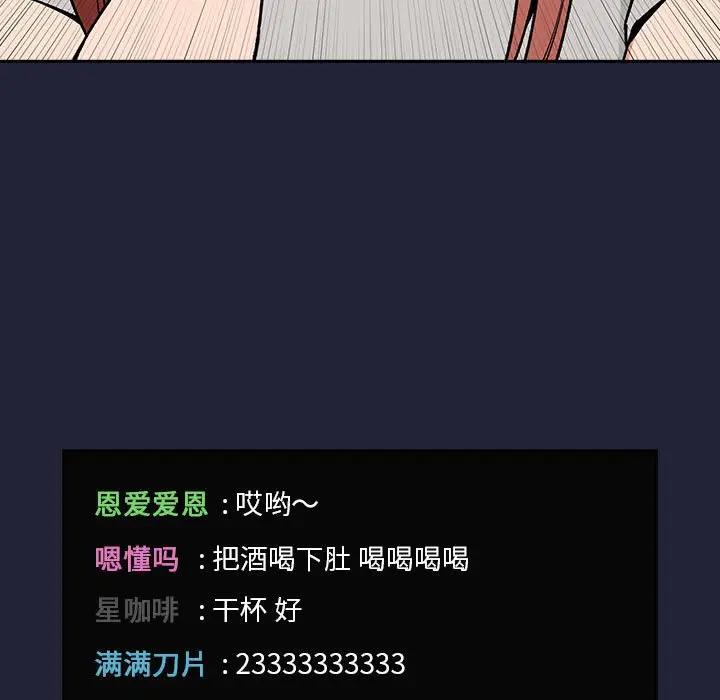 恩爱爱恩 : 哎哟～
嗯懂吗 : 把酒喝下肚 喝喝喝喝
星咖啡 : 干杯 好
满满刀片 : 23333333333